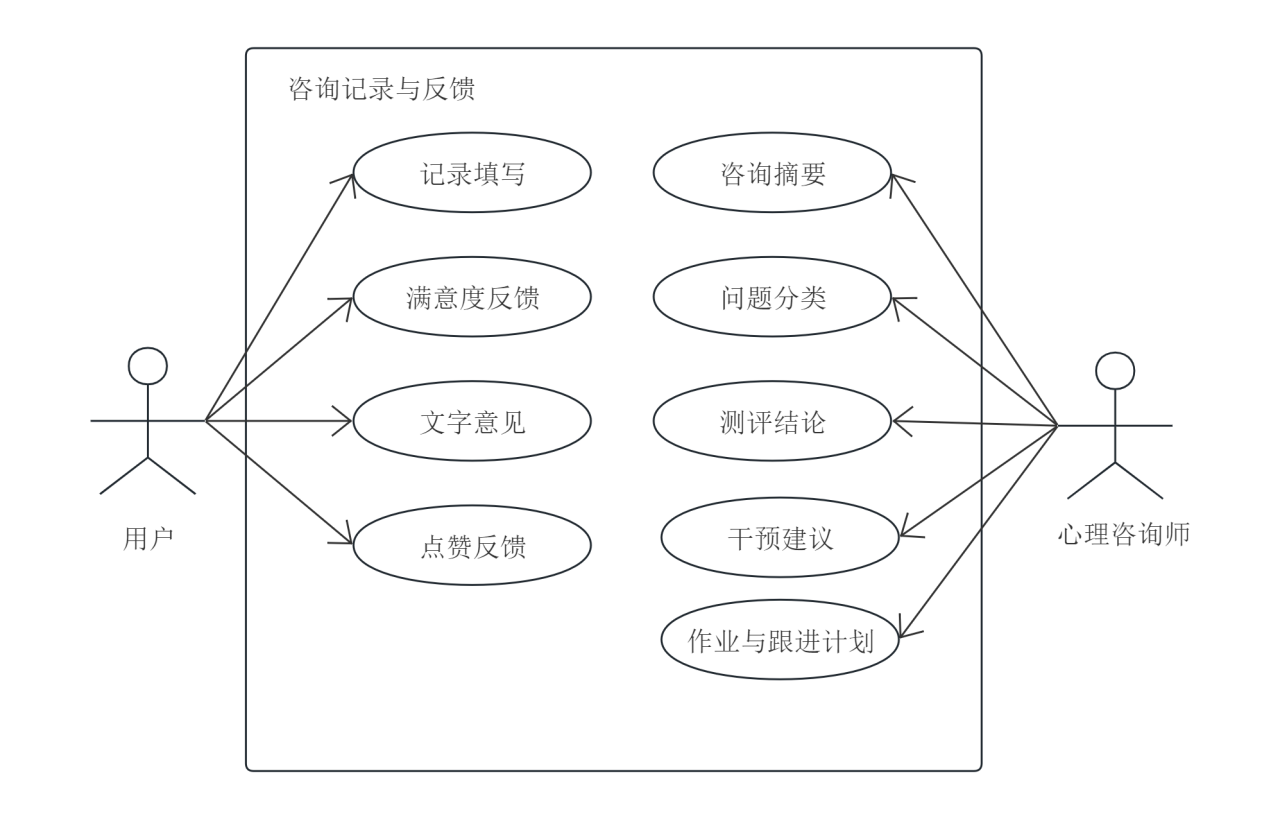 咨询记录与反馈
记录填写
咨询摘要
满意度反馈
问题分类
文字意见
测评结论
点赞反馈
干预建议
作业与跟进计划
用户
心理咨询师